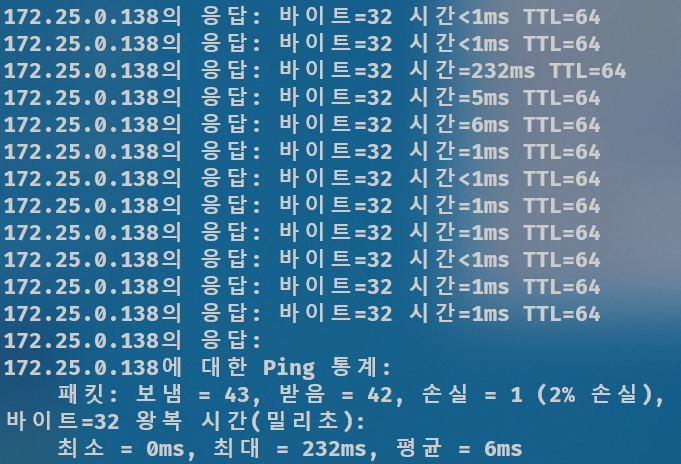 172.25.0.138의 응답: 바이트=32 시간<1ms TTL=64
172.25.0.138의 응답: 바이트=32 시간<1ms TTL=64
172.25.0.138의 응답: 바이트=32 시간=232ms TTL=64
172.25.0.138의 응답: 바이트=32 시간=5ms TTL=64
172.25.0.138의 응답: 바이트=32 시간=6ms TTL=64
172.25.0.138의 응답: 바이트=32 시간=1ms TTL=64
172.25.0.138의 응답: 바이트=32 시간<1ms TTL=64
172.25.0.138의 응답: 바이트=32 시간=1ms TTL=64
172.25.0.138의 응답: 바이트=32 시간=1ms TTL=64
172.25.0.138의 응답: 바이트=32 시간<1ms TTL=64
172.25.0.138의 응답: 바이트=32 시간=1ms TTL=64
172.25.0.138의 응답: 바이트=32 시간=1ms TTL=64
172.25.0.138의 응답:
172.25.0.138에 대한 Ping 통계:
패킷: 보냄 = 43, 받음 = 42, 손실 = 1 (2% 손실),
바이트=32 왕복 시간(밀리초):
최소 = 0ms, 최대 = 232ms, 평균 = 6ms